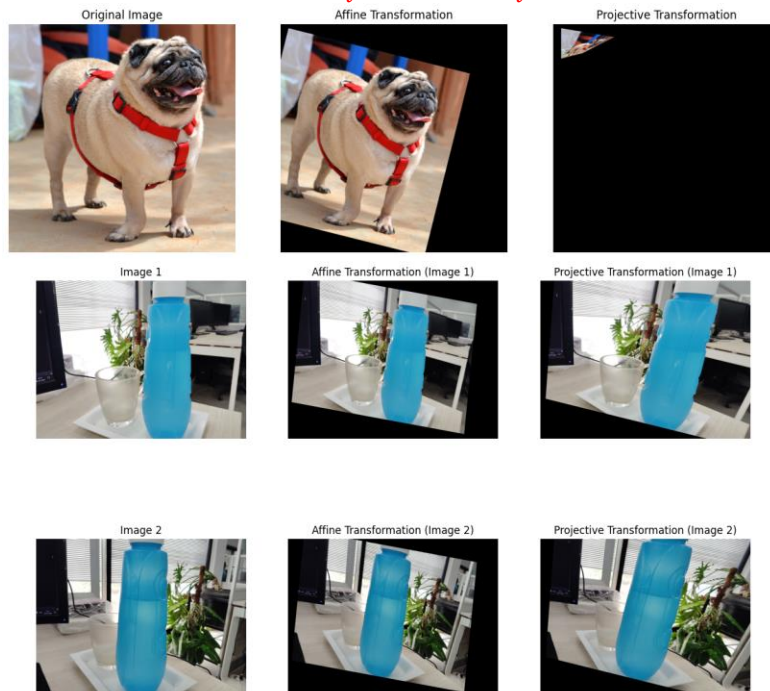 Original Image
Affine Transformation
Projective Transformation
Image 1
Affine Transformation (Image 1)
Projective Transformation (Image 1)
Image 2
Affine Transformation (Image 2)
Projective Transformation (Image 2)